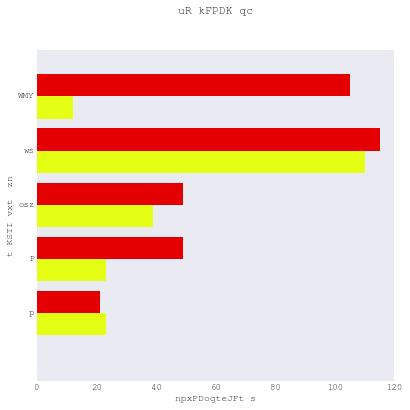 uR kFPDK qc
WMY
ws
osz
P
p
t KSTI vxt zn
0 20 40 60 80 100 120
npxPDogteJFt s